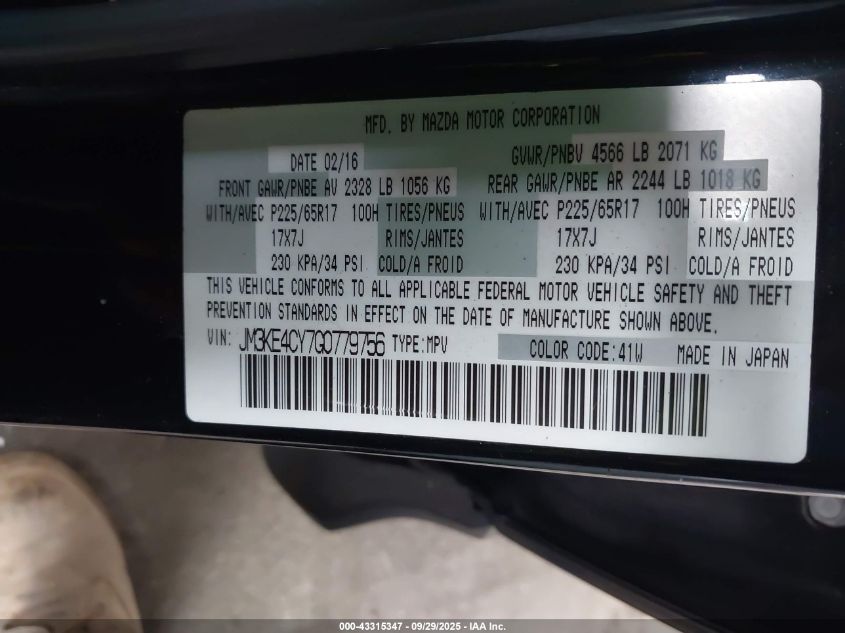 MFD. BY MAZDA MOTOR CORPORATION
DATE 02/16 GVWR/PNBV 4566 LB 2071 KG
FRONT GAWR/PNBE AV 2328 LB 1056 KG REAR GAWR/PNBE AR 2244 LB 1018 KG
WITH/AVEC P225/65R17 100H TIRES/PNEUS WITH/AVEC P225/65R17 100H TIRES/PNEUS
17X7J RIMS/JANTES 17X7J RIMS/JANTES
230 KPA/34 PSI COLD/A FROID 230 KPA/34 PSI COLD/A FROID
THIS VEHICLE CONFORMS TO ALL APPLICABLE FEDERAL MOTOR VEHICLE SAFETY AND THEFT
PREVENTION STANDARDS IN EFFECT ON THE DATE OF MANUFACTURE SHOWN ABOVE.
VIN: JM3KE4CY7G0779756 TYPE:MPV COLOR CODE:41W MADE IN JAPAN
000-43315347 | 09/29/2025 | IAA Inc.